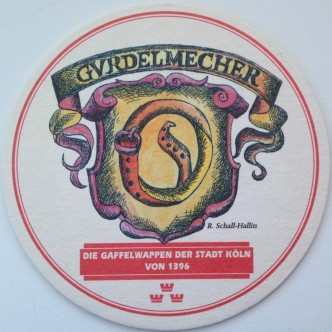 GVRDELMECHER
R. Schall-Hallin
DIE GAFFELWAPPEN DER STADT KÖLN
VON 1396